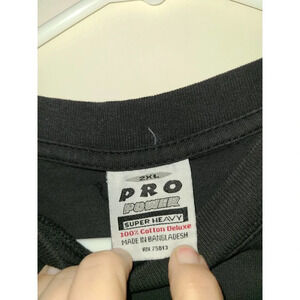 2XL
PRO
POWER
SUPER HEAVY
100% Cotton Deluxe
MADE IN BANGLADESH
RN 75813